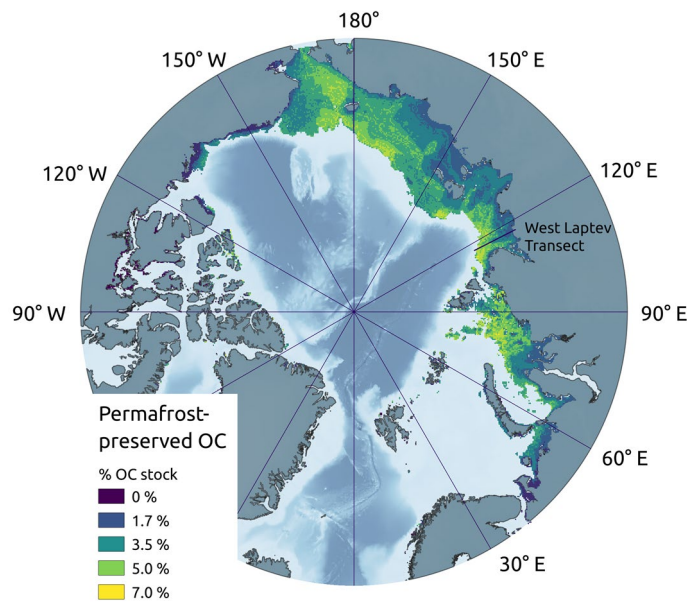 180°
150° W
150° E
120° W
120° E
West Laptev
Transect
90° W
90° E
Permafrost-
preserved OC
% OC stock
0 %
1.7 %
3.5 %
5.0 %
7.0 %
60° E
30° E